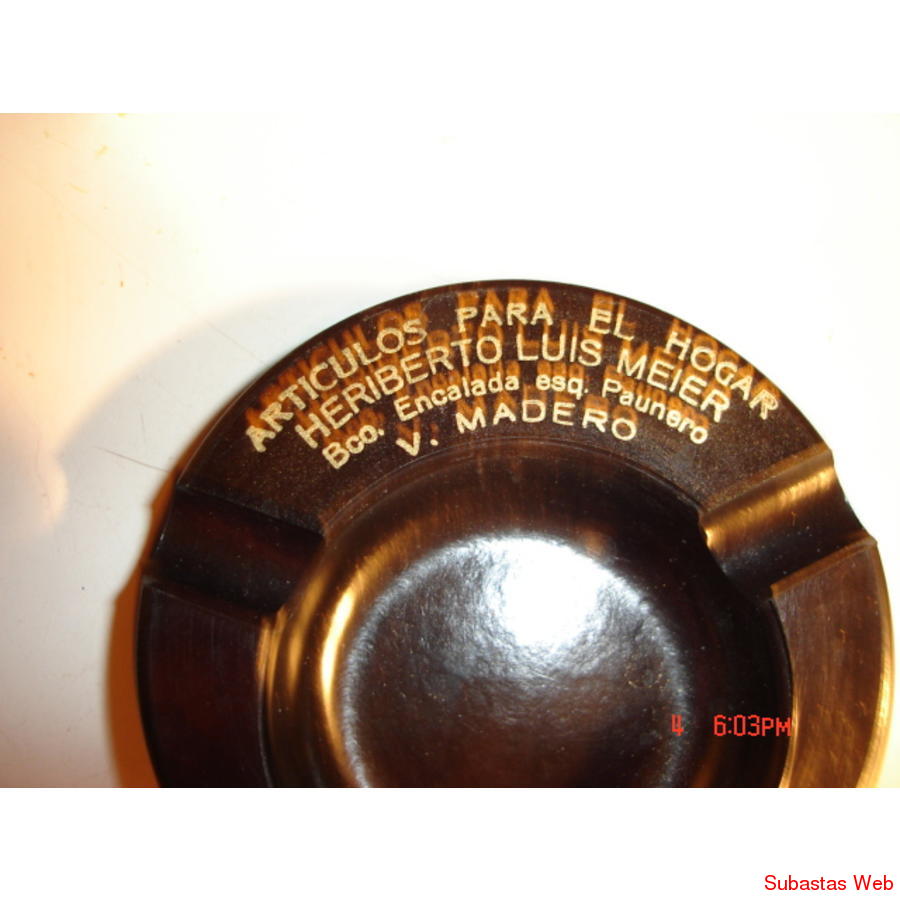 ARTICULOS PARA EL HOGAR
HERIBERTO LUIS MEIER
Bco. Encalada esq. Paunero
V. MADERO
4 6:03PM
Subastas Web